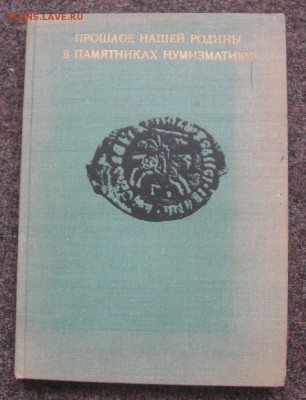 COINS.LAVE.RU
ПРОШЛОЕ НАШЕЙ РОДИНЫ
В ПАМЯТНИКАХ НУМИЗМАТИКИ